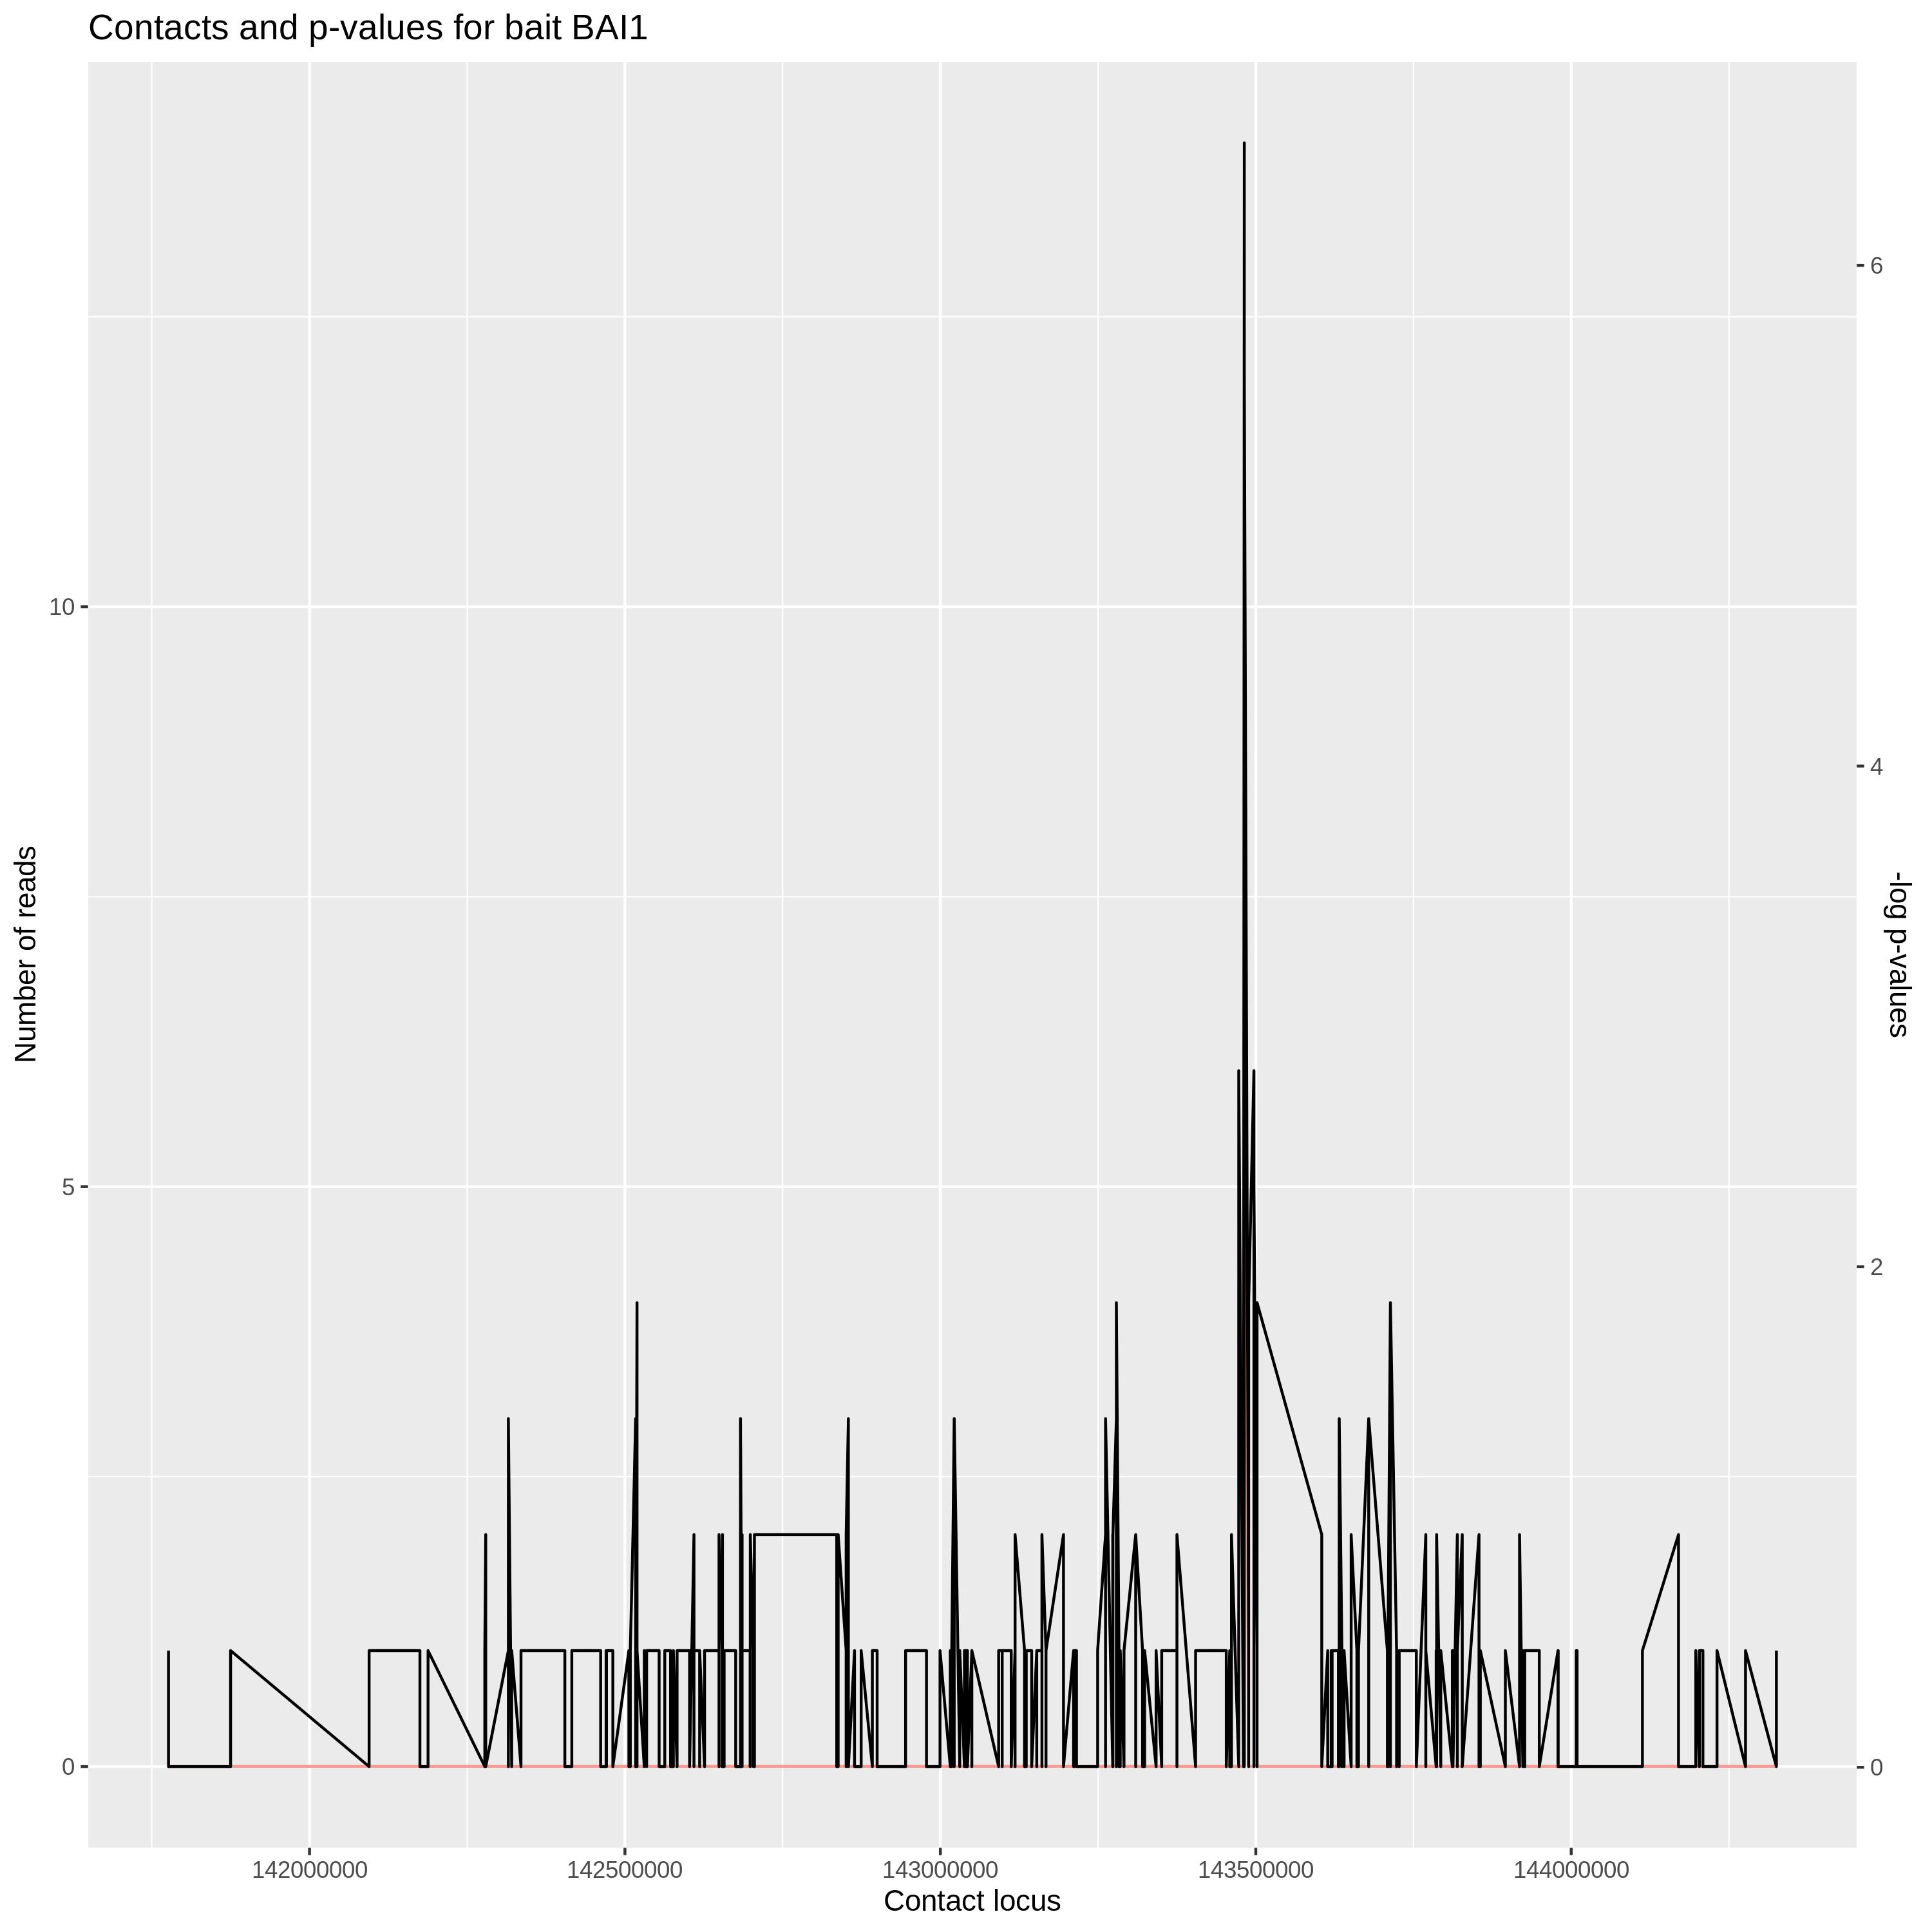 Contacts and p-values for bait BAI1
Number of reads
10
5
0
6
4
2
0
-log p-values
142000000 142500000 143000000 143500000 144000000
Contact locus